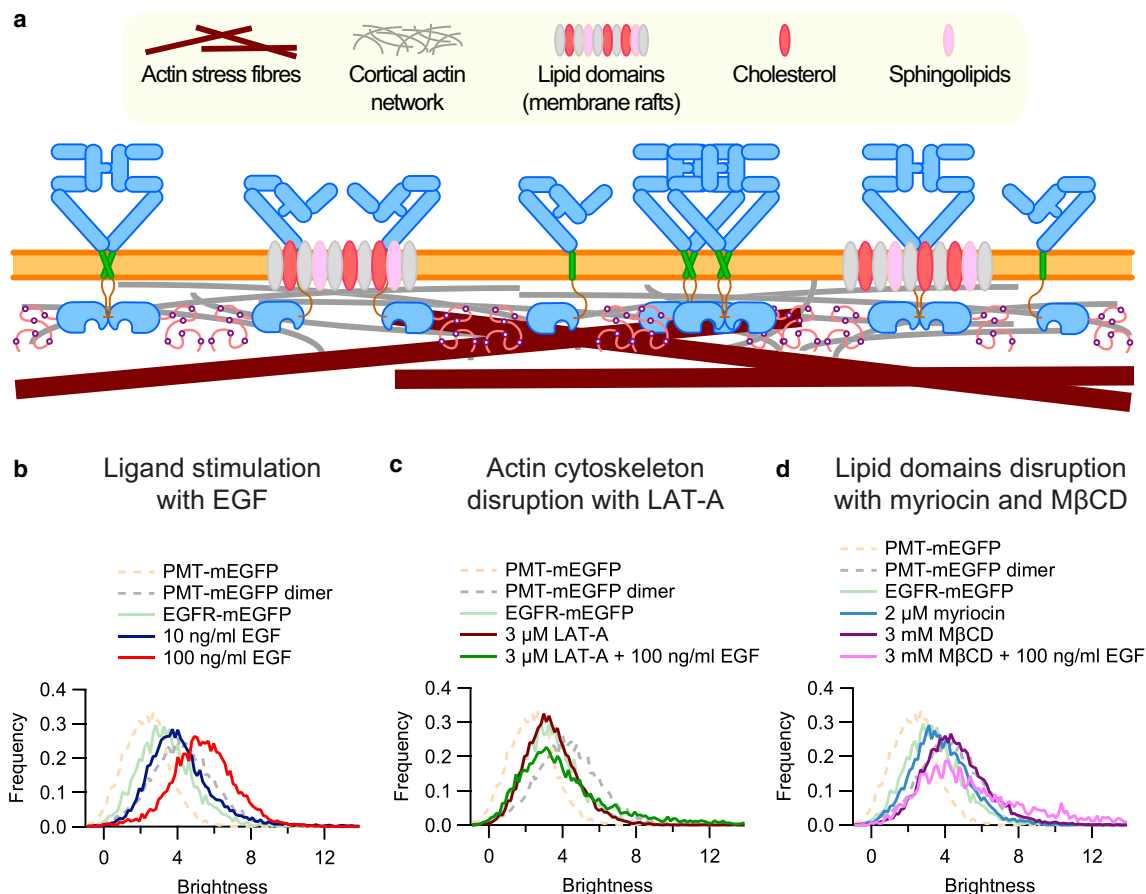 a
Actin stress fibres
Cortical actin
network
Lipid domains
(membrane rafts)
Cholesterol
Sphingolipids
b
Ligand stimulation
with EGF
PMT-mEGFP
PMT-mEGFP dimer
EGFR-mEGFP
10 ng/ml EGF
100 ng/ml EGF
Frequency
0.4
0.3
0.2
0.1
0.0
0
4
8
12
Brightness
c
Actin cytoskeleton
disruption with LAT-A
PMT-mEGFP
PMT-mEGFP dimer
EGFR-mEGFP
3 µM LAT-A
3 µM LAT-A + 100 ng/ml EGF
Frequency
0.4
0.3
0.2
0.1
0.0
0
4
8
12
Brightness
d
Lipid domains disruption
with myriocin and MβCD
PMT-mEGFP
PMT-mEGFP dimer
EGFR-mEGFP
2 µM myriocin
3 mM MβCD
3 mM MβCD + 100 ng/ml EGF
Frequency
0.4
0.3
0.2
0.1
0.0
0
4
8
12
Brightness